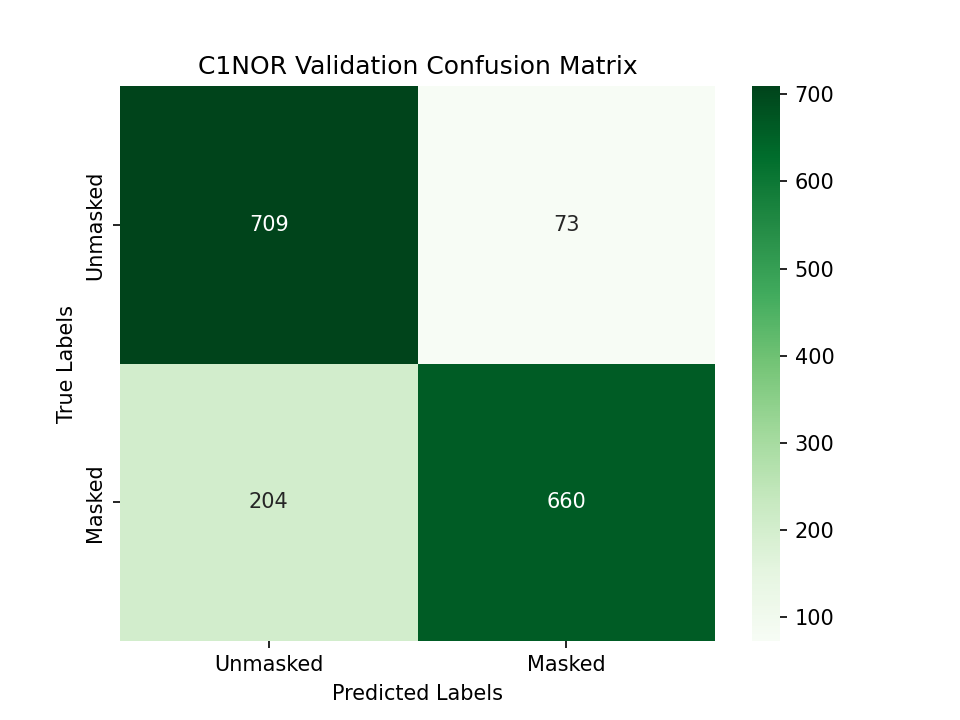 C1NOR Validation Confusion Matrix
True Labels
Unmasked
Masked
709
73
204
660
Unmasked
Masked
Predicted Labels
700
600
500
400
300
200
100